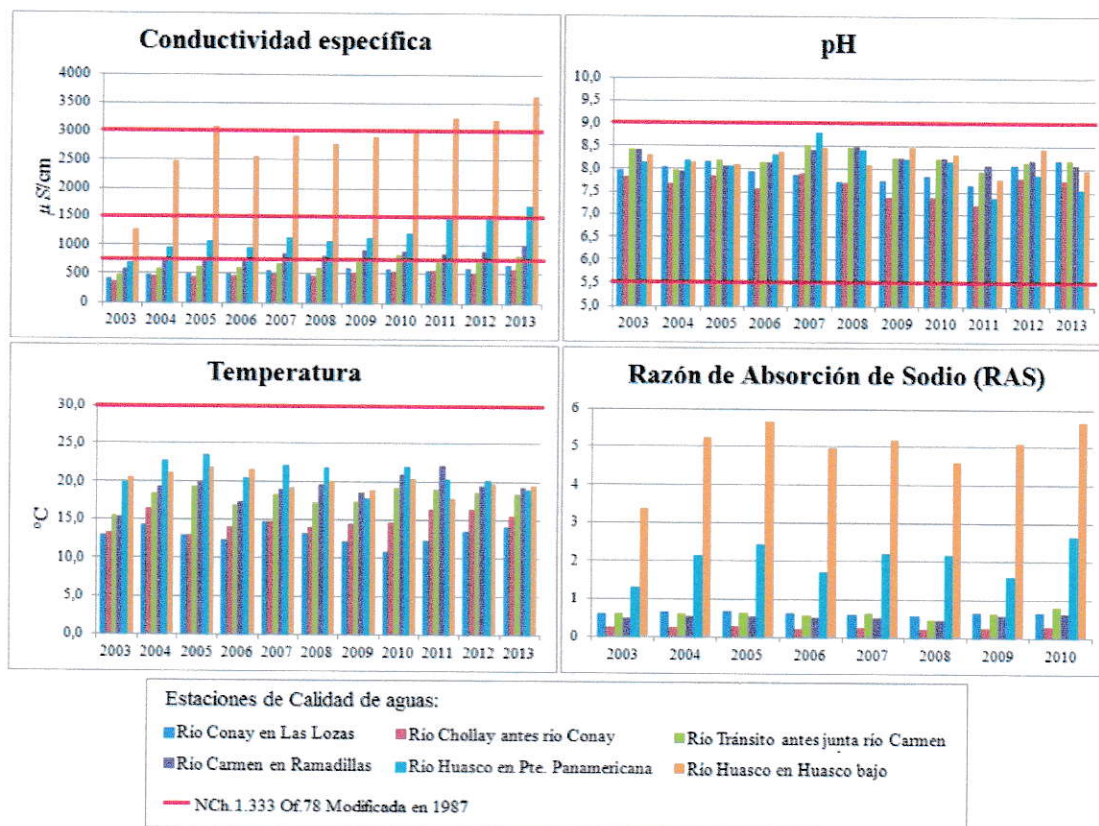 Conductividad específica
4000
3500
3000
2500
2000
1500
1000
500
0
µS/cm
2003 2004 2005 2006 2007 2008 2009 2010 2011 2012 2013
pH
10,0
9,5
9,0
8,5
8,0
7,5
7,0
6,5
6,0
5,5
5,0
2003 2004 2005 2006 2007 2008 2009 2010 2011 2012 2013
Temperatura
30,0
25,0
20,0
15,0
10,0
5,0
0,0
°C
2003 2004 2005 2006 2007 2008 2009 2010 2011 2012 2013
Razón de Absorción de Sodio (RAS)
6
5
4
3
2
1
0
2003 2004 2005 2006 2007 2008 2009 2010
Estaciones de Calidad de aguas:
Río Conay en Las Lozas Río Chollay antes río Conay Río Tránsito antes junta río Carmen
Río Carmen en Ramadillas Río Huasco en Pte. Panamericana Río Huasco en Huasco bajo
NCh.1.333 Of.78 Modificada en 1987